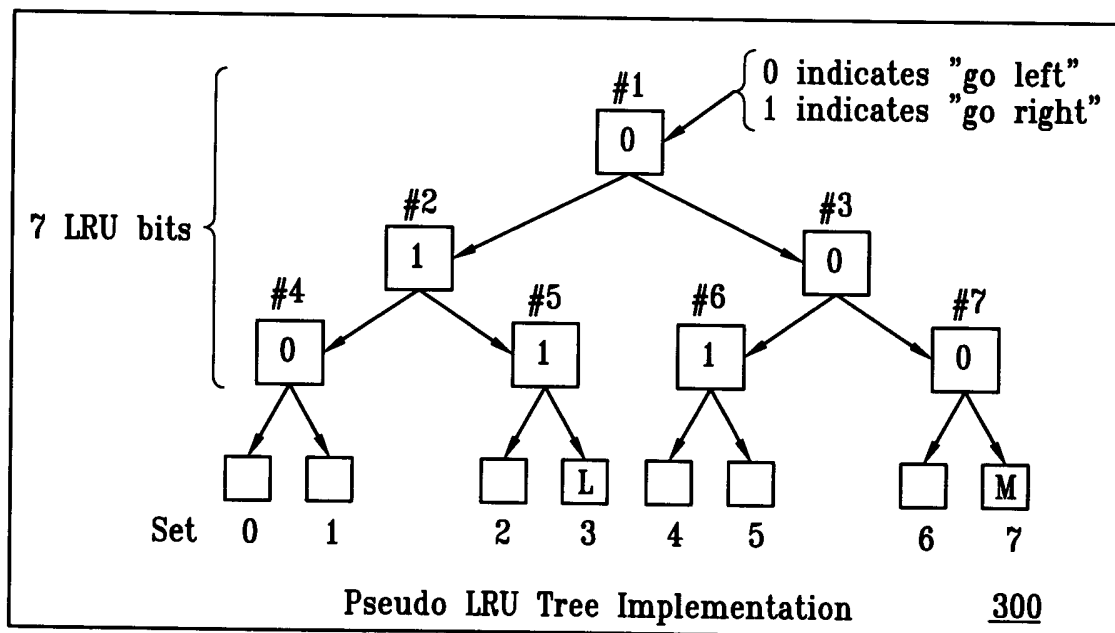 0 indicates "go left"
#1
1 indicates "go right"
0
#2
#3
7 LRU bits
1
0
#4
#5
#6
#7
0
1
1
0
L
M
Set 0 1 2 3 4 5 6 7
Pseudo LRU Tree Implementation 300